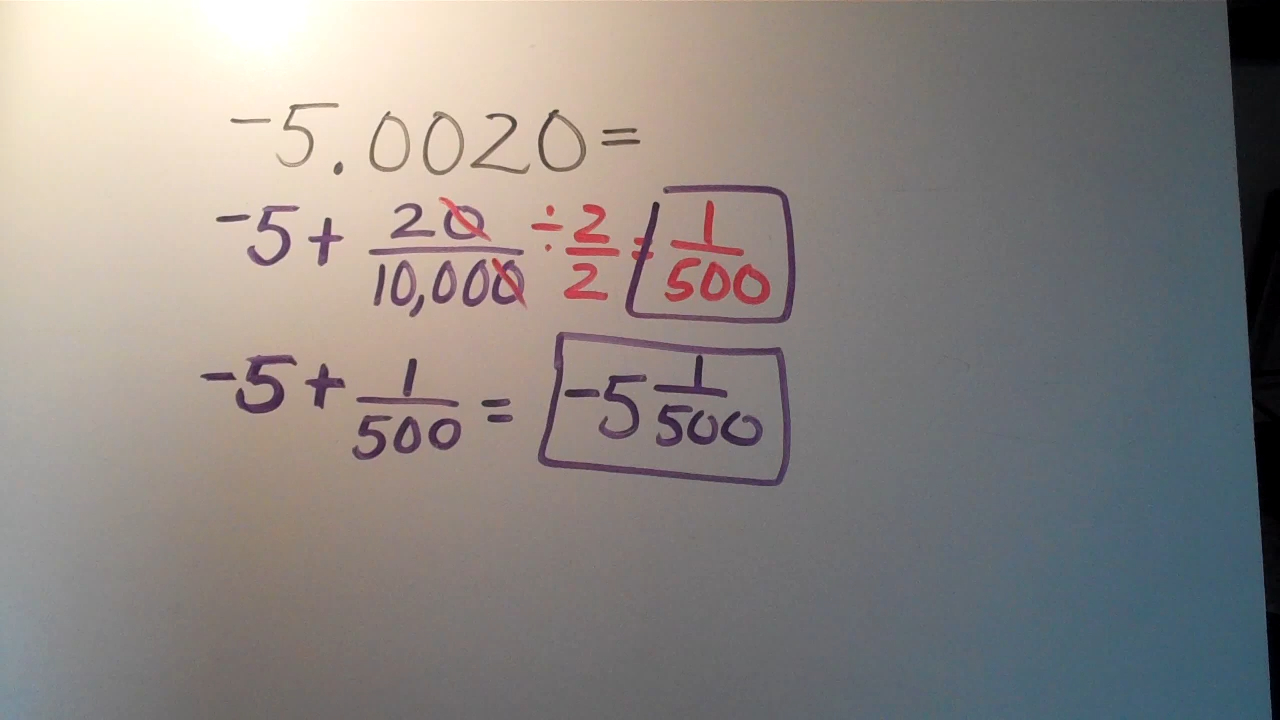 -5.0020=
-5+ 20/10,000 ÷ 2/2 = 1/500
-5+ 1/500 = -5 1/500